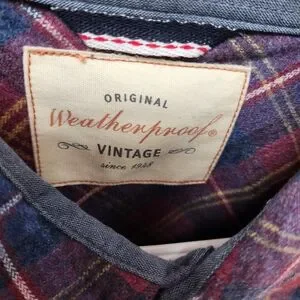 ORIGINAL
Weatherproof®
VINTAGE
since 1948